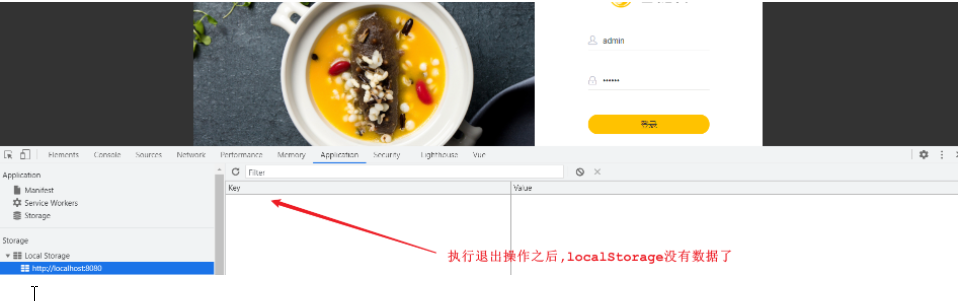 admin
••••••
登录
Elements Console Sources Network Performance Memory Application Security Lighthouse Vue
Application
Filter
Key Value
Manifest
Service Workers
Storage
Storage
Local Storage
http://localhost:8080
执行退出操作之后,localStorage没有数据了